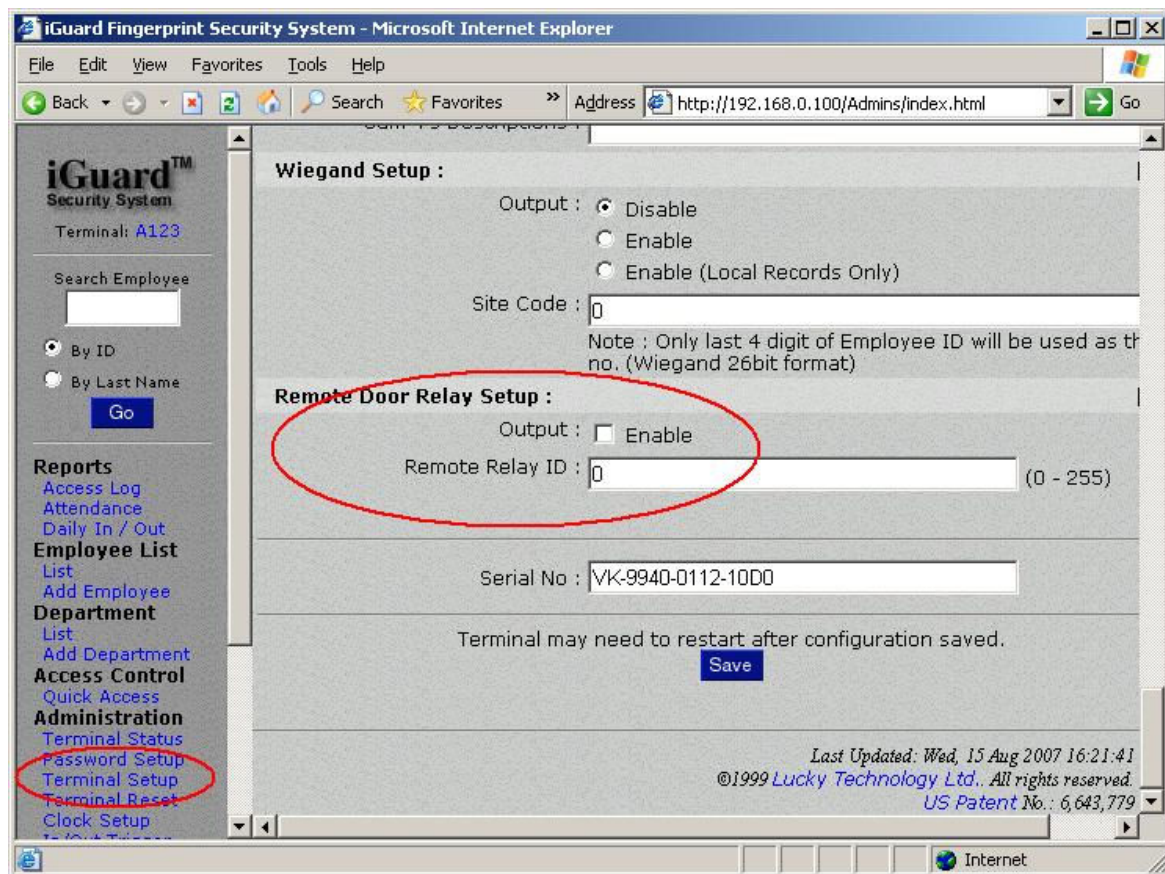 iGuard Fingerprint Security System - Microsoft Internet Explorer
File Edit View Favorites Tools Help
Back Search Favorites » Address http://192.168.0.100/Admins/index.html Go
iGuard™
Security System
Terminal: A123
Search Employee
By ID
By Last Name
Go
Reports
Access Log
Attendance
Daily In / Out
Employee List
List
Add Employee
Department
List
Add Department
Access Control
Quick Access
Administration
Terminal Status
Password Setup
Terminal Setup
Terminal Reset
Clock Setup
In/Out Trigger
Wiegand Setup :
Output : Disable
Enable
Enable (Local Records Only)
Site Code : 0
Note : Only last 4 digit of Employee ID will be used as th
no. (Wiegand 26bit format)
Remote Door Relay Setup :
Output : Enable
Remote Relay ID : 0 (0 - 255)
Serial No : VK-9940-0112-10D0
Terminal may need to restart after configuration saved.
Save
Last Updated: Wed, 15 Aug 2007 16:21:41
©1999 Lucky Technology Ltd.. All rights reserved.
US Patent No.: 6,643,779
Internet